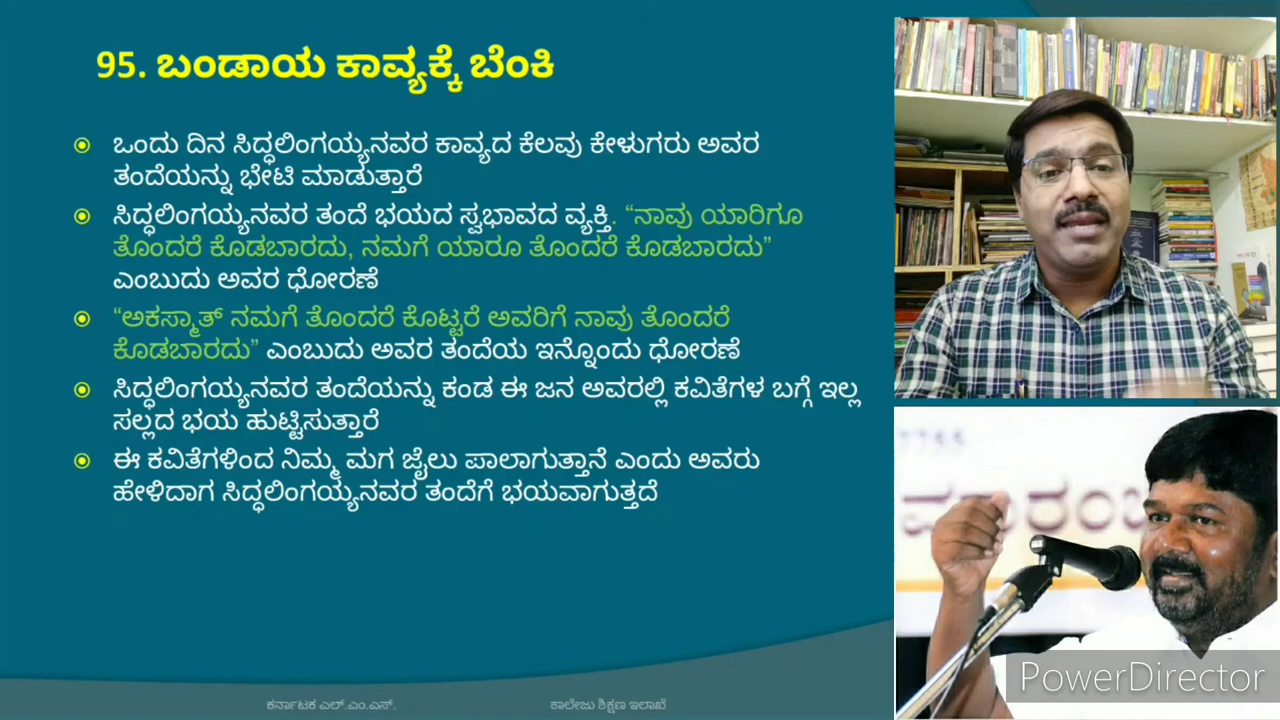 95. ಬಂಡಾಯ ಕಾವ್ಯಕ್ಕೆ ಬೆಂಕಿ
ಒಂದು ದಿನ ಸಿದ್ಧಲಿಂಗಯ್ಯನವರ ಕಾವ್ಯದ ಕೆಲವು ಕೇಳುಗರು ಅವರ
ತಂದೆಯನ್ನು ಭೇಟಿ ಮಾಡುತ್ತಾರೆ
ಸಿದ್ಧಲಿಂಗಯ್ಯನವರ ತಂದೆ ಭಯದ ಸ್ವಭಾವದ ವ್ಯಕ್ತಿ. “ನಾವು ಯಾರಿಗೂ
ತೊಂದರೆ ಕೊಡಬಾರದು, ನಮಗೆ ಯಾರೂ ತೊಂದರೆ ಕೊಡಬಾರದು”
ಎಂಬುದು ಅವರ ಧೋರಣೆ
“ಅಕಸ್ಮಾತ್ ನಮಗೆ ತೊಂದರೆ ಕೊಟ್ಟರೆ ಅವರಿಗೆ ನಾವು ತೊಂದರೆ
ಕೊಡಬಾರದು” ಎಂಬುದು ಅವರ ತಂದೆಯ ಇನ್ನೊಂದು ಧೋರಣೆ
ಸಿದ್ಧಲಿಂಗಯ್ಯನವರ ತಂದೆಯನ್ನು ಕಂಡ ಈ ಜನ ಅವರಲ್ಲಿ ಕವಿತೆಗಳ ಬಗ್ಗೆ ಇಲ್ಲ
ಸಲ್ಲದ ಭಯ ಹುಟ್ಟಿಸುತ್ತಾರೆ
ಈ ಕವಿತೆಗಳಿಂದ ನಿಮ್ಮ ಮಗ ಜೈಲು ಪಾಲಾಗುತ್ತಾನೆ ಎಂದು ಅವರು
ಹೇಳಿದಾಗ ಸಿದ್ಧಲಿಂಗಯ್ಯನವರ ತಂದೆಗೆ ಭಯವಾಗುತ್ತದೆ
PowerDirector
ಕರ್ನಾಟಕ ಎಲ್.ಎಂ.ಎಸ್. ಕಾಲೇಜು ಶಿಕ್ಷಣ ಇಲಾಖೆ